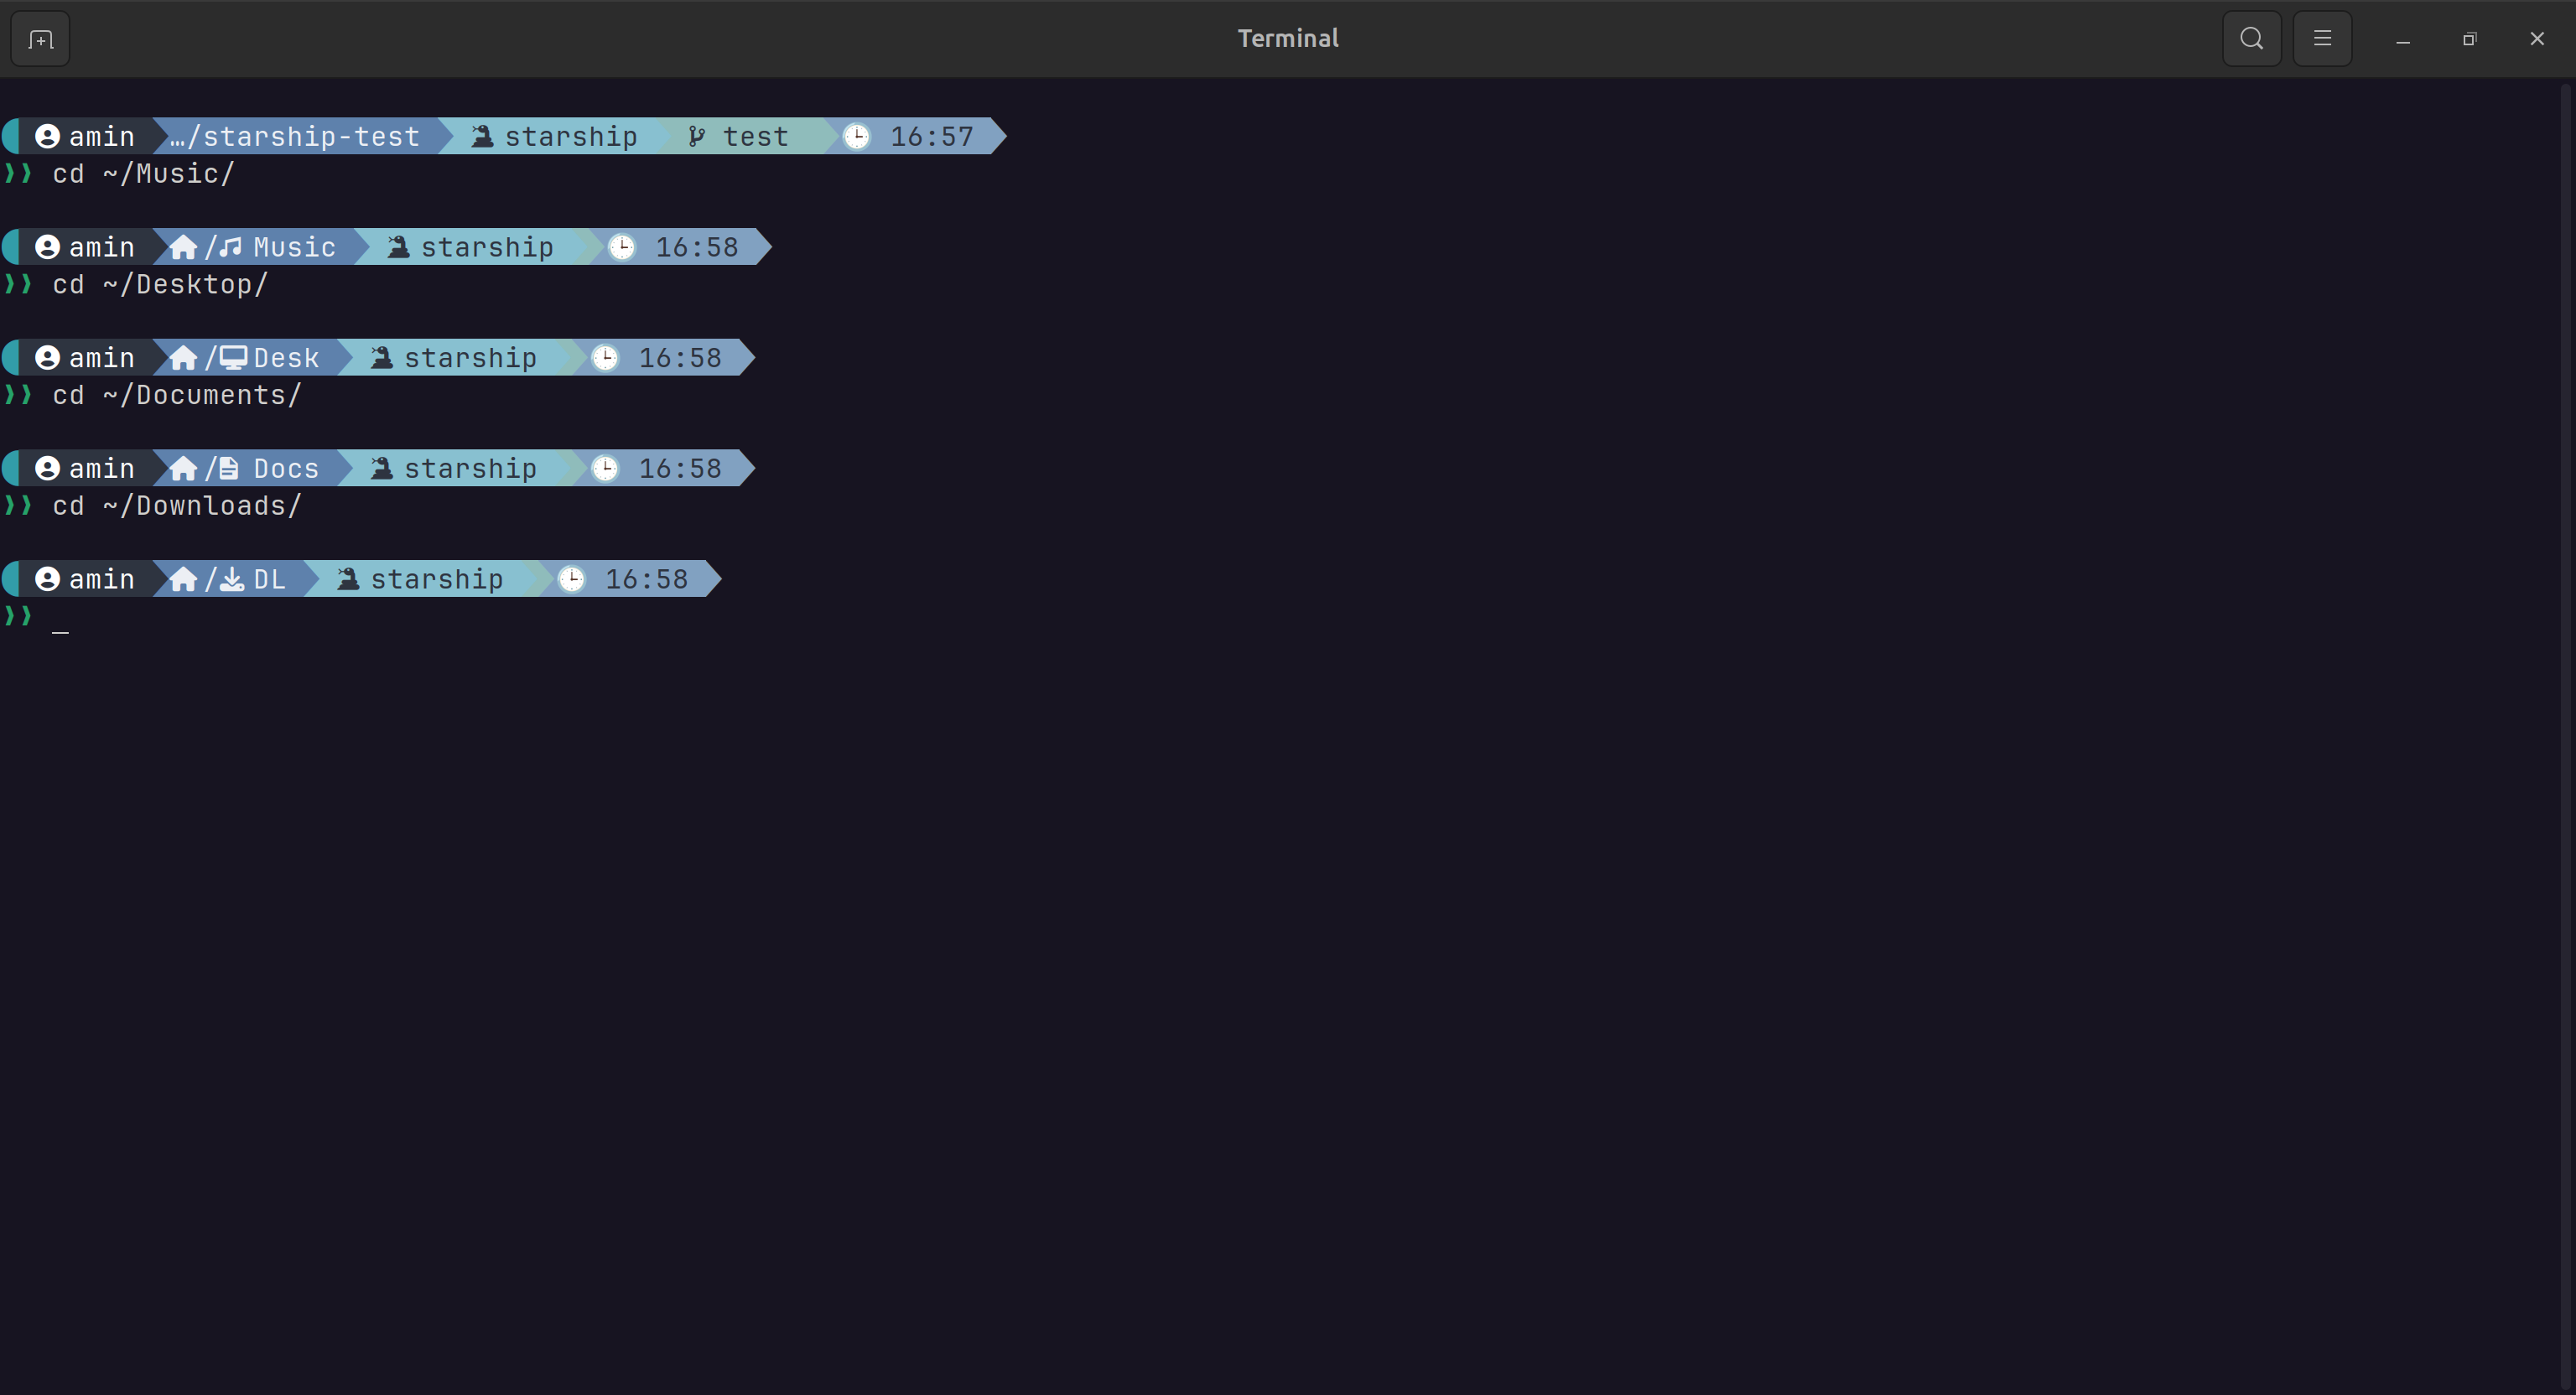 Terminal
amin …/starship-test starship test 16:57
❱❱ cd ~/Music/
amin /Music starship 16:58
❱❱ cd ~/Desktop/
amin /Desk starship 16:58
❱❱ cd ~/Documents/
amin /Docs starship 16:58
❱❱ cd ~/Downloads/
amin /DL starship 16:58
❱❱ _